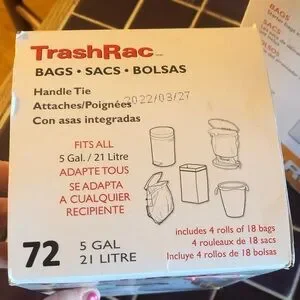 TrashRac™
BAGS • SACS • BOLSAS
Handle Tie
Attaches/Poignées
Con asas integradas
2022/03/27
FITS ALL
5 Gal. / 21 Litre
ADAPTE TOUS
SE ADAPTA
A CUALQUIER
RECIPIENTE
72
5 GAL
21 LITRE
includes 4 rolls of 18 bags
4 rouleaux de 18 sacs
Incluye 4 rollos de 18 bolsas
BAGS